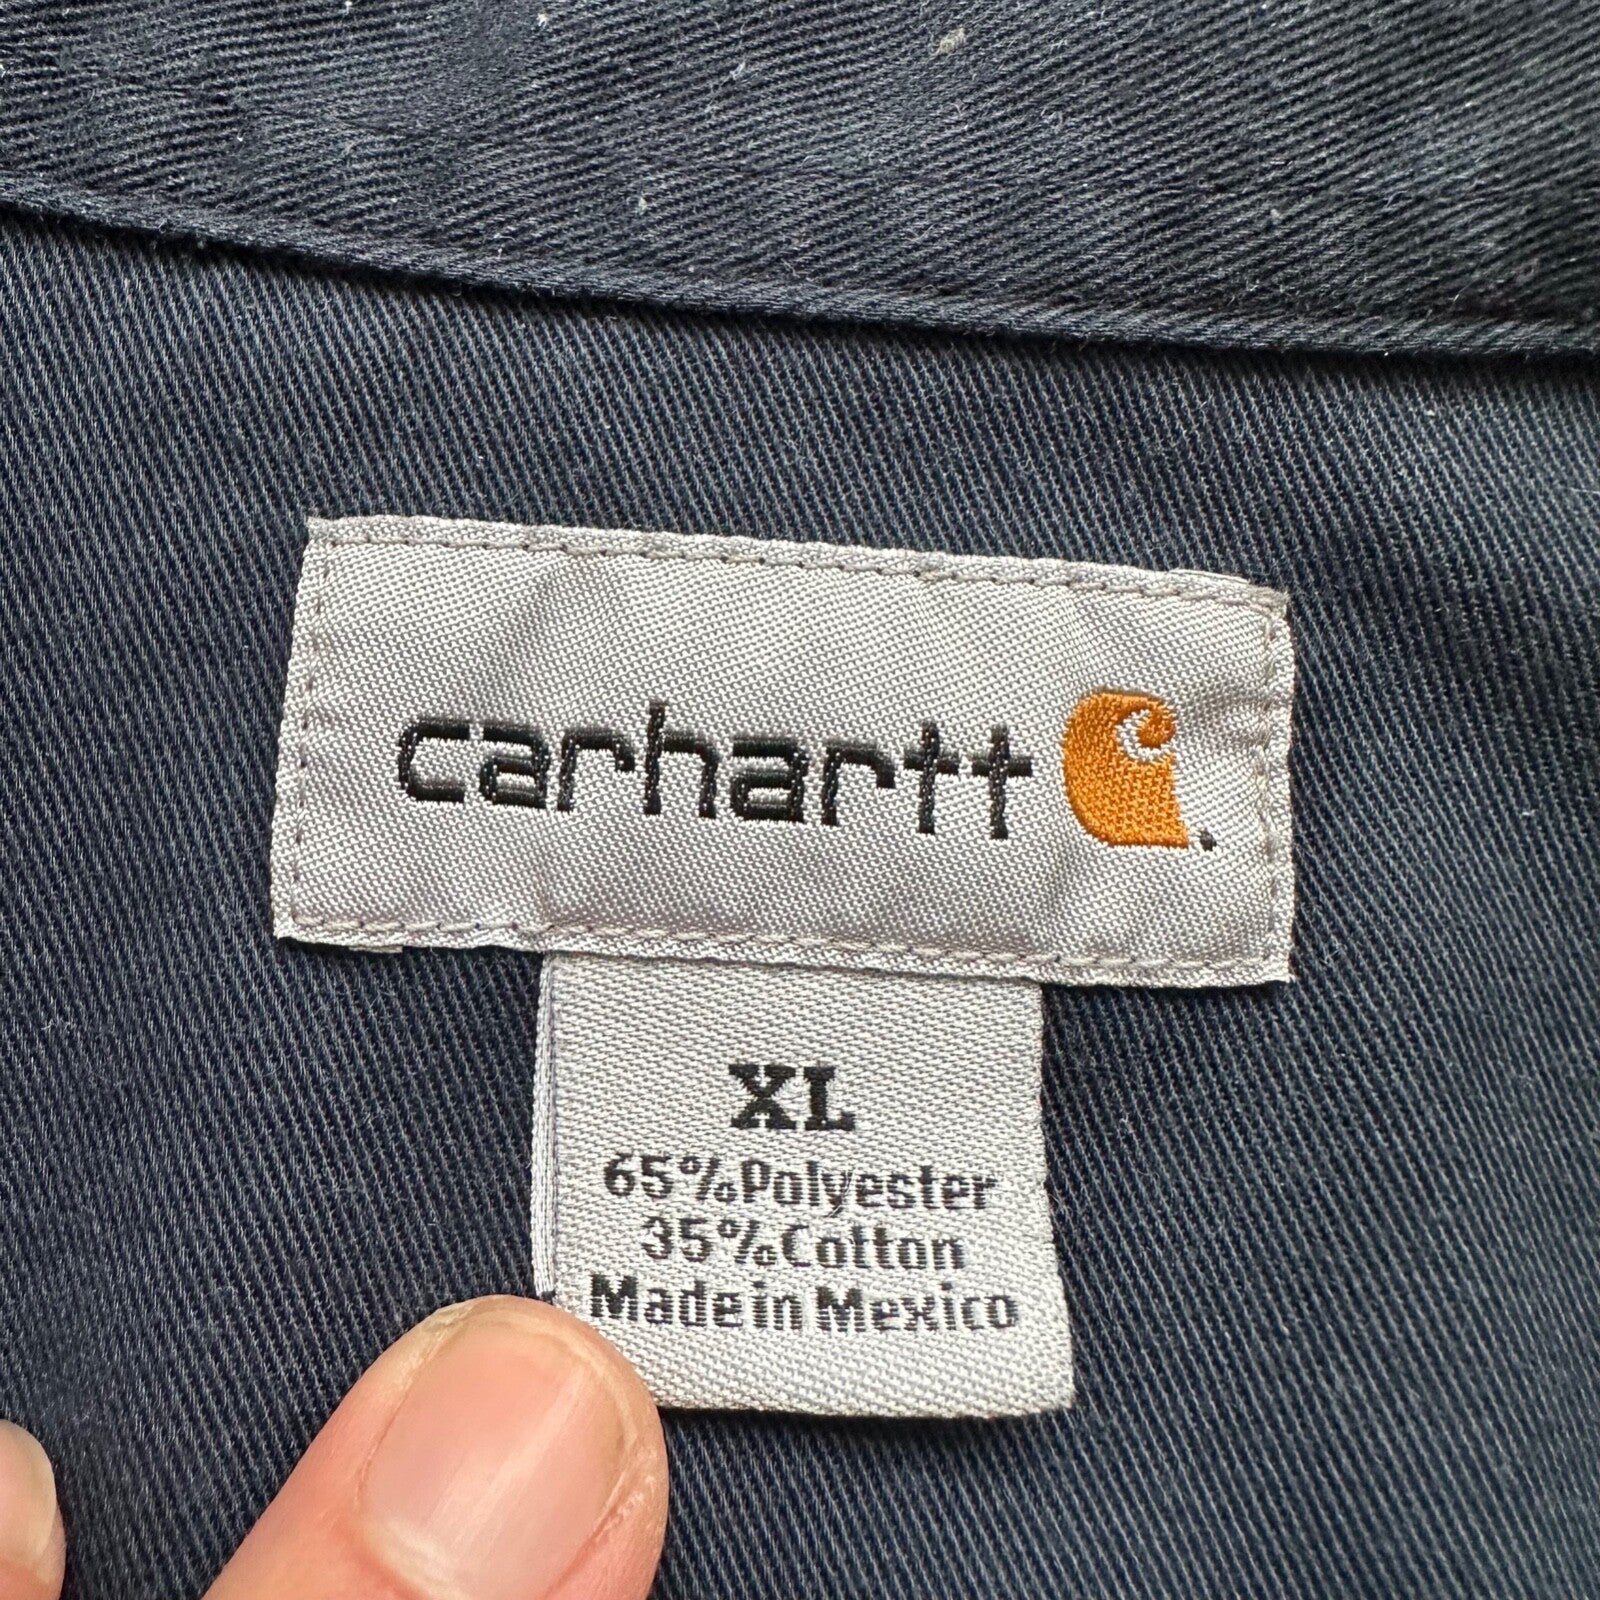 carhartt
XL
65% Polyester
35% Cotton
Made in Mexico